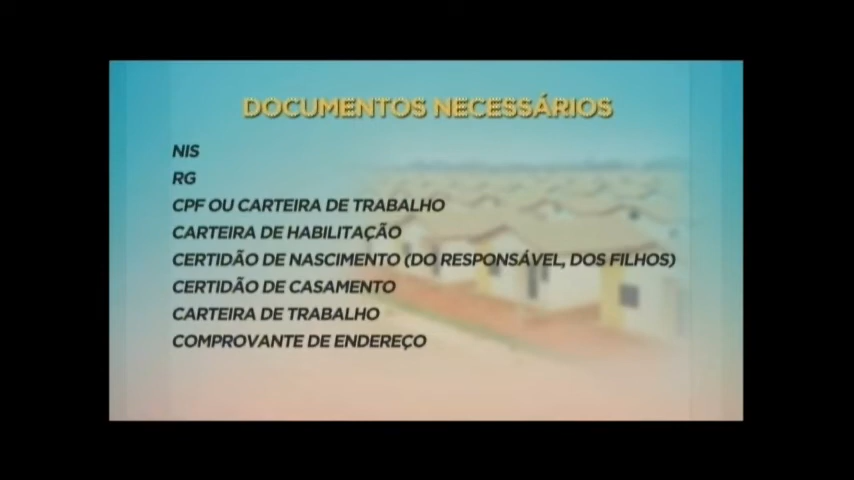 DOCUMENTOS NECESSÁRIOS
NIS
RG
CPF OU CARTEIRA DE TRABALHO
CARTEIRA DE HABILITAÇÃO
CERTIDÃO DE NASCIMENTO (DO RESPONSÁVEL, DOS FILHOS)
CERTIDÃO DE CASAMENTO
CARTEIRA DE TRABALHO
COMPROVANTE DE ENDEREÇO